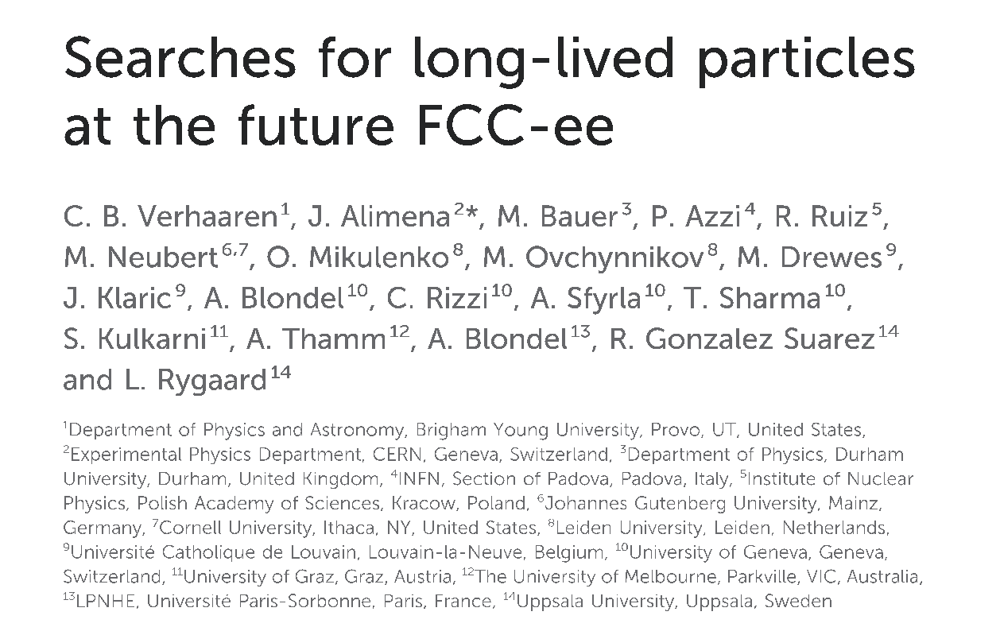 Searches for long-lived particles
at the future FCC-ee
C. B. Verhaaren¹, J. Alimena²*, M. Bauer³, P. Azzi⁴, R. Ruiz⁵,
M. Neubert⁶,⁷, O. Mikulenko⁸, M. Ovchynnikov⁸, M. Drewes⁹,
J. Klaric⁹, A. Blondel¹⁰, C. Rizzi¹⁰, A. Sfyrla¹⁰, T. Sharma¹⁰,
S. Kulkarni¹¹, A. Thamm¹², A. Blondel¹³, R. Gonzalez Suarez¹⁴
and L. Rygaard¹⁴
¹Department of Physics and Astronomy, Brigham Young University, Provo, UT, United States,
²Experimental Physics Department, CERN, Geneva, Switzerland, ³Department of Physics, Durham
University, Durham, United Kingdom, ⁴INFN, Section of Padova, Padova, Italy, ⁵Institute of Nuclear
Physics, Polish Academy of Sciences, Kracow, Poland, ⁶Johannes Gutenberg University, Mainz,
Germany, ⁷Cornell University, Ithaca, NY, United States, ⁸Leiden University, Leiden, Netherlands,
⁹Université Catholique de Louvain, Louvain-la-Neuve, Belgium, ¹⁰University of Geneva, Geneva,
Switzerland, ¹¹University of Graz, Graz, Austria, ¹²The University of Melbourne, Parkville, VIC, Australia,
¹³LPNHE, Université Paris-Sorbonne, Paris, France, ¹⁴Uppsala University, Uppsala, Sweden